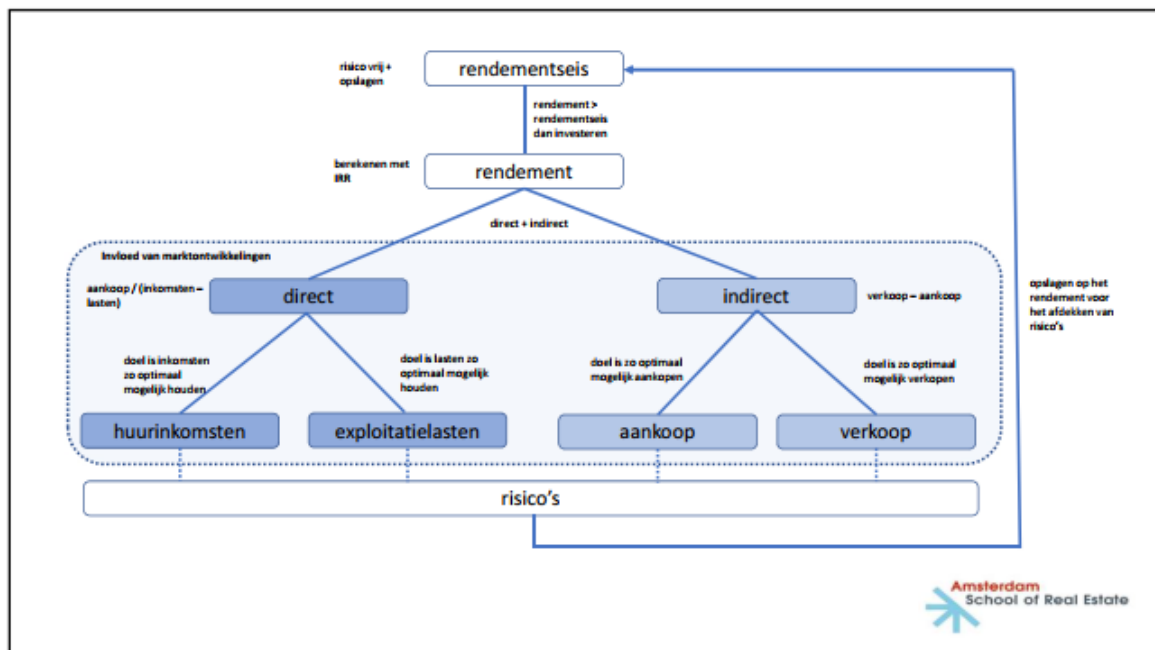 risico vrij +
opslagen
rendementseis
rendement >
rendementseis
dan investeren
berekenen met
IRR
rendement
direct + indirect
Invloed van marktontwikkelingen
aankoop / (inkomsten –
lasten)
direct
indirect
verkoop – aankoop
opslagen op het
rendement voor
het afdekken van
risico's
doel is inkomsten
zo optimaal
mogelijk houden
doel is lasten zo
optimaal mogelijk
houden
doel is zo optimaal
mogelijk aankopen
doel is zo optimaal
mogelijk verkopen
huurinkomsten
exploitatielasten
aankoop
verkoop
risico's
Amsterdam
School of Real Estate